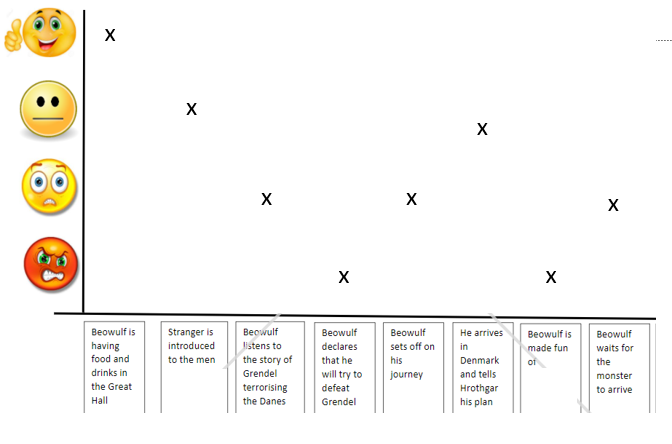 X
X
X
X
X
X
X
X
Beowulf is
having
food and
drinks in
the Great
Hall
Stranger is
introduced
to the men
Beowulf
listens to
the story of
Grendel
terrorising
the Danes
Beowulf
declares
that he
will try to
defeat
Grendel
Beowulf
sets off on
his
journey
He arrives
in
Denmark
and tells
Hrothgar
his plan
Beowulf is
made fun
of
Beowulf
waits for
the
monster
to arrive